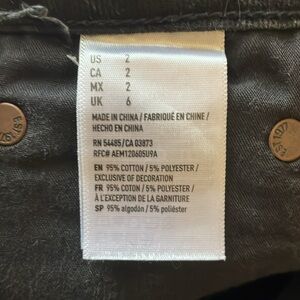 US 2
CA 2
MX 2
UK 6
MADE IN CHINA / FABRIQUÉ EN CHINE /
HECHO EN CHINA
RN 54485/CA 03873
RFC# AEM120605U9A
EN 95% COTTON / 5% POLYESTER /
EXCLUSIVE OF DECORATION
FR 95% COTON / 5% POLYESTER /
À L'EXCEPTION DE LA GARNITURE
SP 95% algodón / 5% poliéster
EST 1977